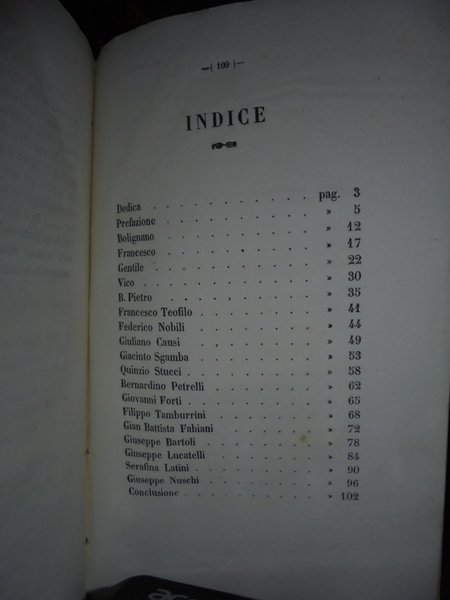 —( 109 )—
INDICE
Dedica . . . . . . . . . . pag. 3
Prefazione . . . . . . . . . » 5
Bolignano . . . . . . . . . » 12
Francesco . . . . . . . . . » 17
Gentile . . . . . . . . . . » 22
Vico . . . . . . . . . . » 30
B. Pietro . . . . . . . . . » 35
Francesco Teofilo . . . . . . . » 41
Federico Nobili . . . . . . . » 44
Giuliano Causi . . . . . . . » 49
Giacinto Sgamba . . . . . . . » 53
Quinzio Stucci . . . . . . . » 58
Bernardino Petrelli . . . . . . » 62
Giovanni Forti . . . . . . . » 65
Filippo Tamburrini . . . . . . » 68
Gian Battista Fabiani . . . . . . » 72
Giuseppe Bartoli . . . . . . . » 78
Giuseppe Lucatelli . . . . . . » 84
Serafina Latini . . . . . . . » 90
Giuseppe Nuschi . . . . . . . » 96
Conclusione . . . . . . . . » 102